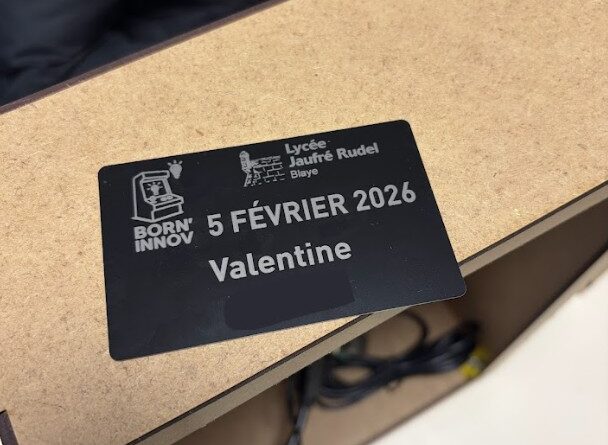 Lycée
Jaufré Rudel
Blaye
BORN'
INNOV
5 FÉVRIER 2026
Valentine